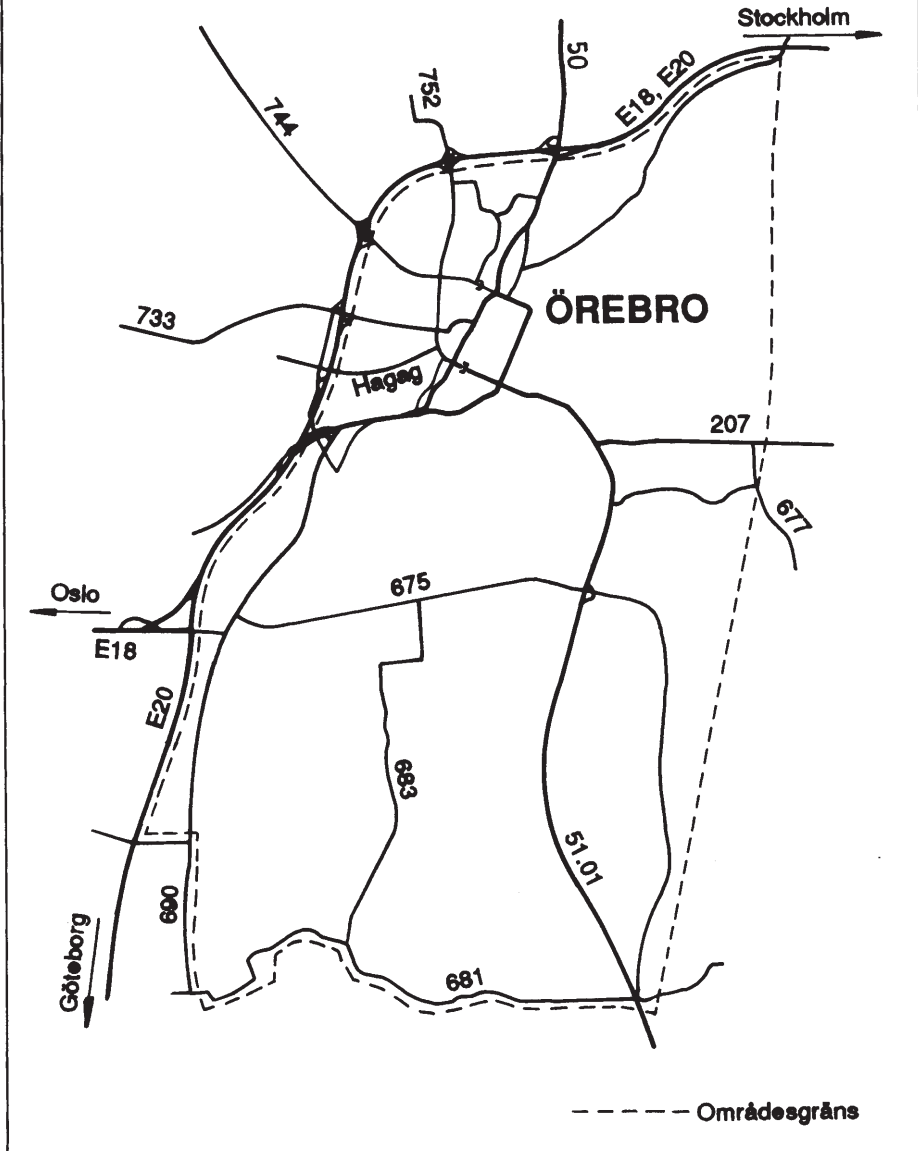 Stockholm
50
752
E18, E20
744
ÖREBRO
733
Hagag
207
677
675
Oslo
E18
E20
683
51.01
690
Göteborg
681
Områdesgräns